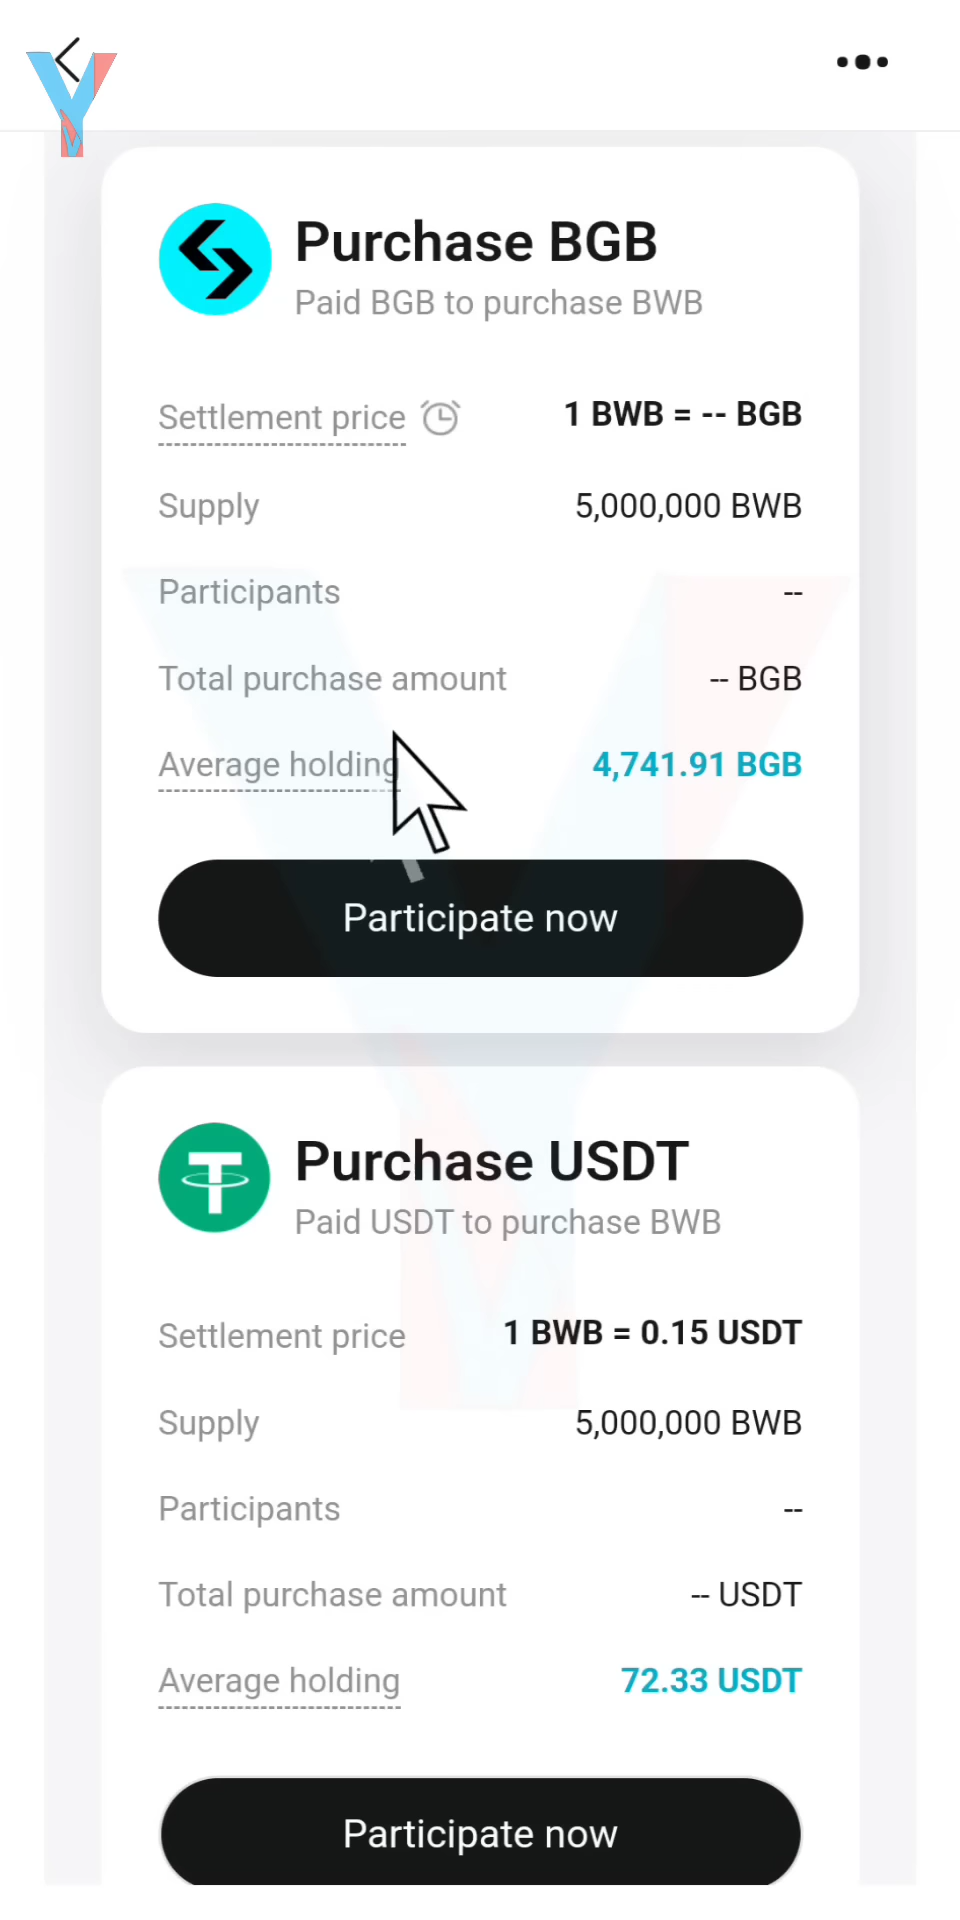 Purchase BGB
Paid BGB to purchase BWB
Settlement price 1 BWB = -- BGB
Supply 5,000,000 BWB
Participants --
Total purchase amount -- BGB
Average holding 4,741.91 BGB
Participate now
Purchase USDT
Paid USDT to purchase BWB
Settlement price 1 BWB = 0.15 USDT
Supply 5,000,000 BWB
Participants --
Total purchase amount -- USDT
Average holding 72.33 USDT
Participate now